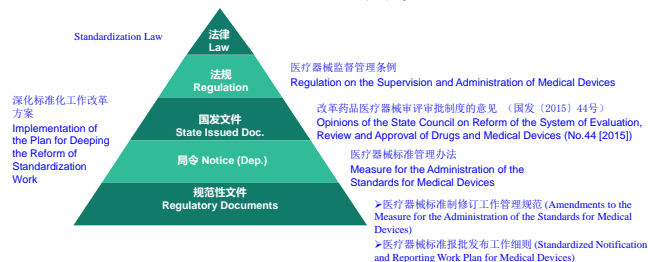 Standardization Law
法律
Law
法规
Regulation
医疗器械监督管理条例
Regulation on the Supervision and Administration of Medical Devices
深化标准化工作改革
方案
Implementation of
the Plan for Deeping
the Reform of
Standardization
Work
国发文件
State Issued Doc.
改革药品医疗器械审评审批制度的意见 （国发〔2015〕44号）
Opinions of the State Council on Reform of the System of Evaluation,
Review and Approval of Drugs and Medical Devices (No.44 [2015])
局令 Notice (Dep.)
医疗器械标准管理办法
Measure for the Administration of the
Standards for Medical Devices
规范性文件
Regulatory Documents
➢医疗器械标准制修订工作管理规范 (Amendments to the
Measure for the Administration of the Standards for Medical
Devices)
➢医疗器械标准报批发布工作细则 (Standardized Notification
and Reporting Work Plan for Medical Devices)